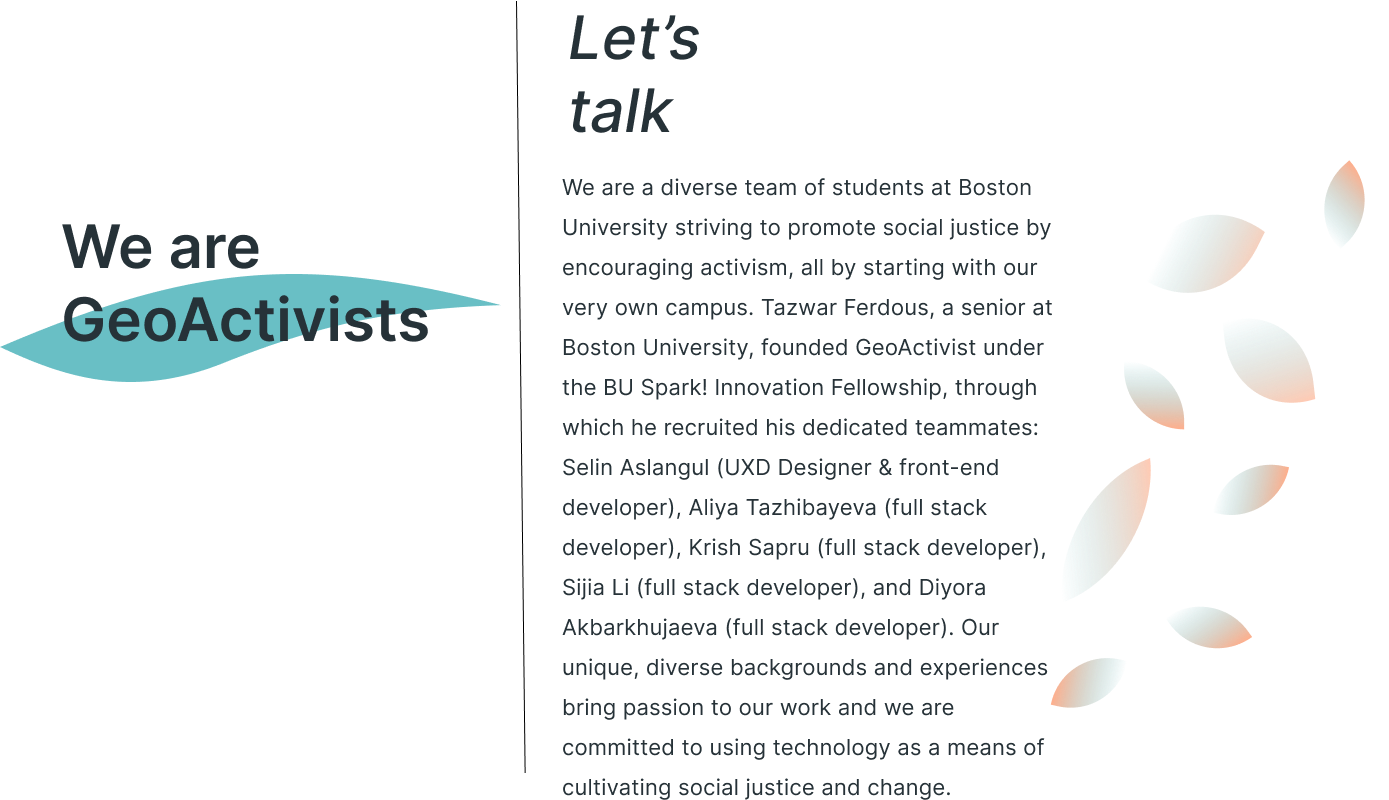 We are
GeoActivists
Let’s
talk
We are a diverse team of students at Boston
University striving to promote social justice by
encouraging activism, all by starting with our
very own campus. Tazwar Ferdous, a senior at
Boston University, founded GeoActivist under
the BU Spark! Innovation Fellowship, through
which he recruited his dedicated teammates:
Selin Aslangul (UXD Designer & front-end
developer), Aliya Tazhibayeva (full stack
developer), Krish Sapru (full stack developer),
Sijia Li (full stack developer), and Diyora
Akbarkhujaeva (full stack developer). Our
unique, diverse backgrounds and experiences
bring passion to our work and we are
committed to using technology as a means of
cultivating social justice and change.